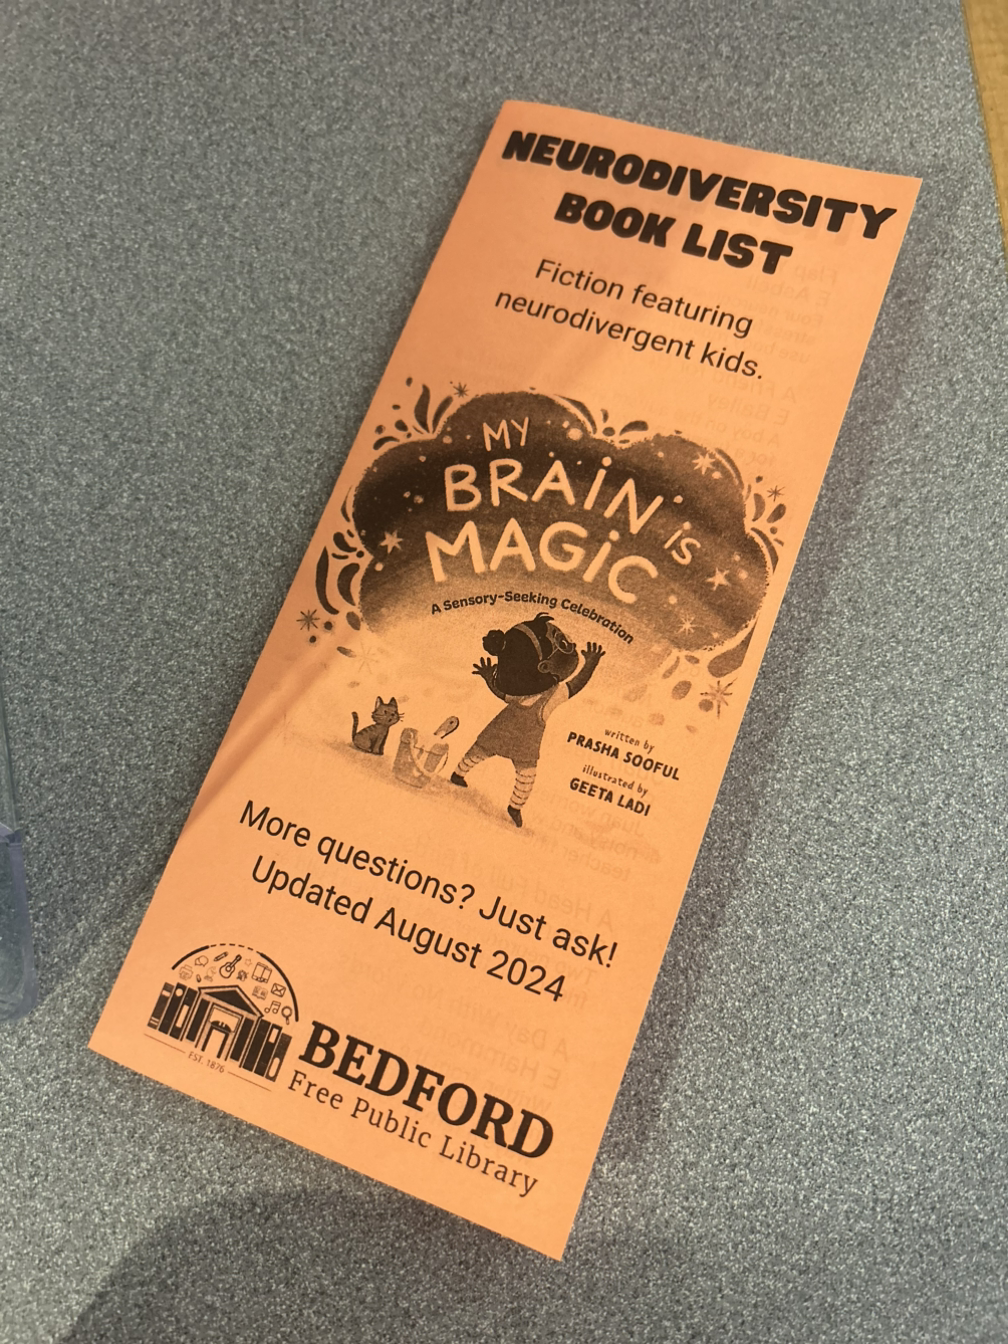 NEURODIVERSITY
BOOK LIST
Fiction featuring
neurodivergent kids.
MY
BRAIN IS
MAGIC
A Sensory-Seeking Celebration
written by
PRASHA SOOFUL
illustrated by
GEETA LADI
More questions? Just ask!
Updated August 2024
EST. 1876
BEDFORD
Free Public Library